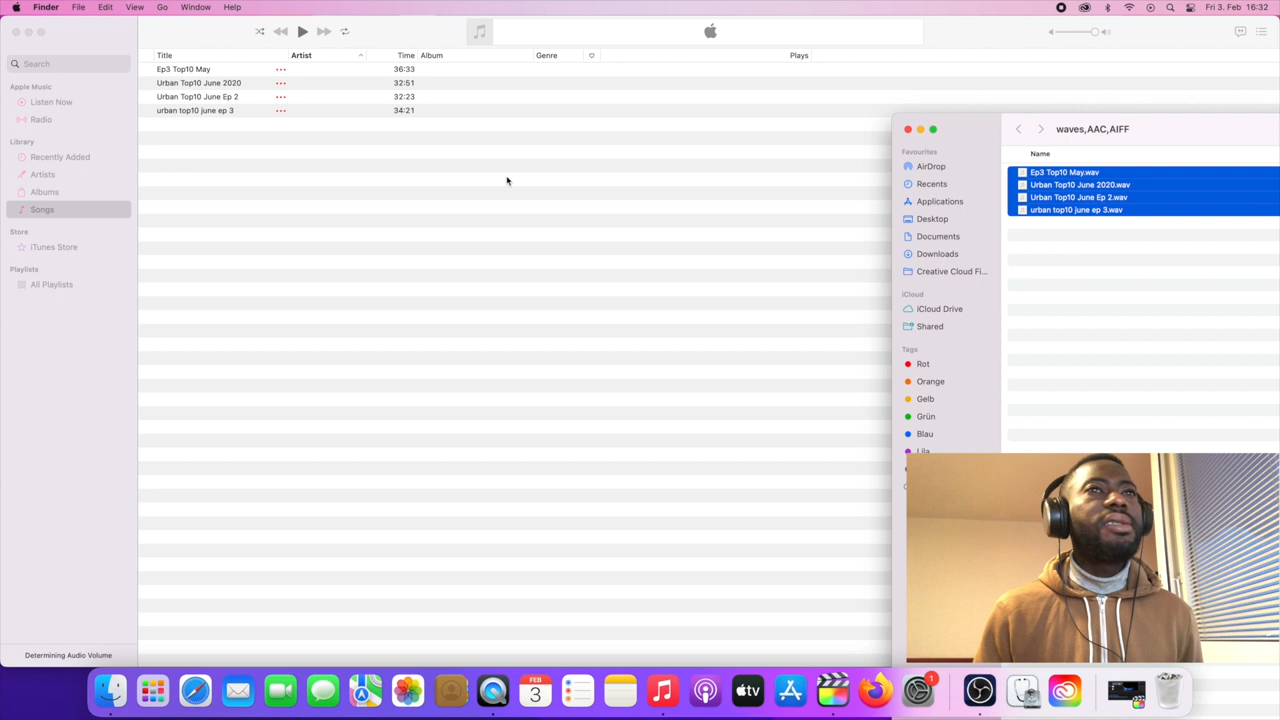 Finder File Edit View Go Window Help
Fri 3. Feb 16:32
Search
Apple Music
Listen Now
Radio
Library
Recently Added
Artists
Albums
Songs
Store
iTunes Store
Playlists
All Playlists
Determining Audio Volume
Title Artist Time Album Genre Plays
Ep3 Top10 May ... 36:33
Urban Top10 June 2020 ... 32:51
Urban Top10 June Ep 2 ... 32:23
urban top10 june ep 3 ... 34:21
waves,AAC,AIFF
Favourites
AirDrop
Recents
Applications
Desktop
Documents
Downloads
Creative Cloud Fi...
iCloud
iCloud Drive
Shared
Tags
Rot
Orange
Gelb
Grün
Blau
Lila
Name
Ep3 Top10 May.wav
Urban Top10 June 2020.wav
Urban Top10 June Ep 2.wav
urban top10 june ep 3.wav
FEB
3
tv
1